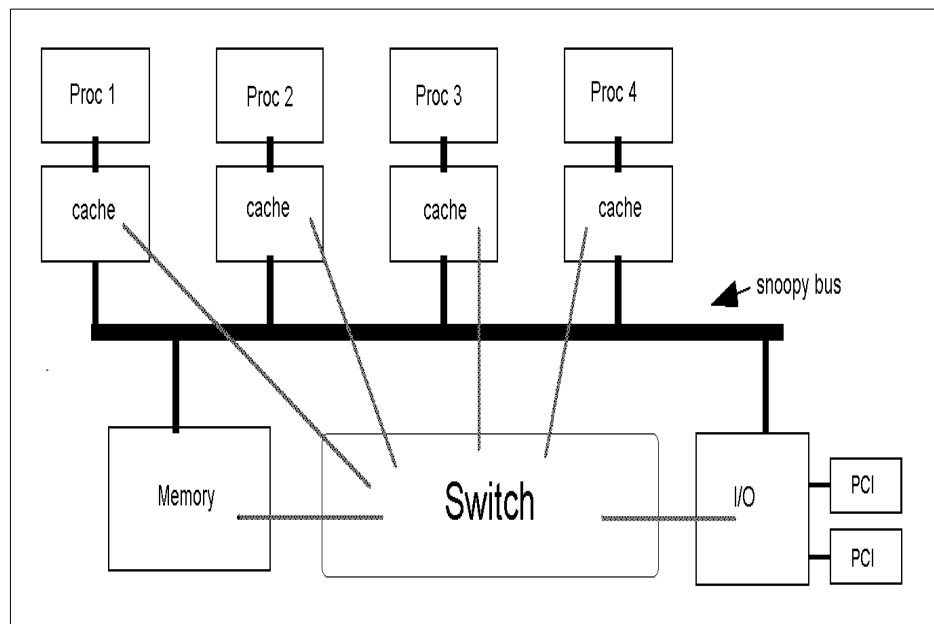 Proc 1
Proc 2
Proc 3
Proc 4
cache
cache
cache
cache
snoopy bus
Memory
Switch
I/O
PCI
PCI